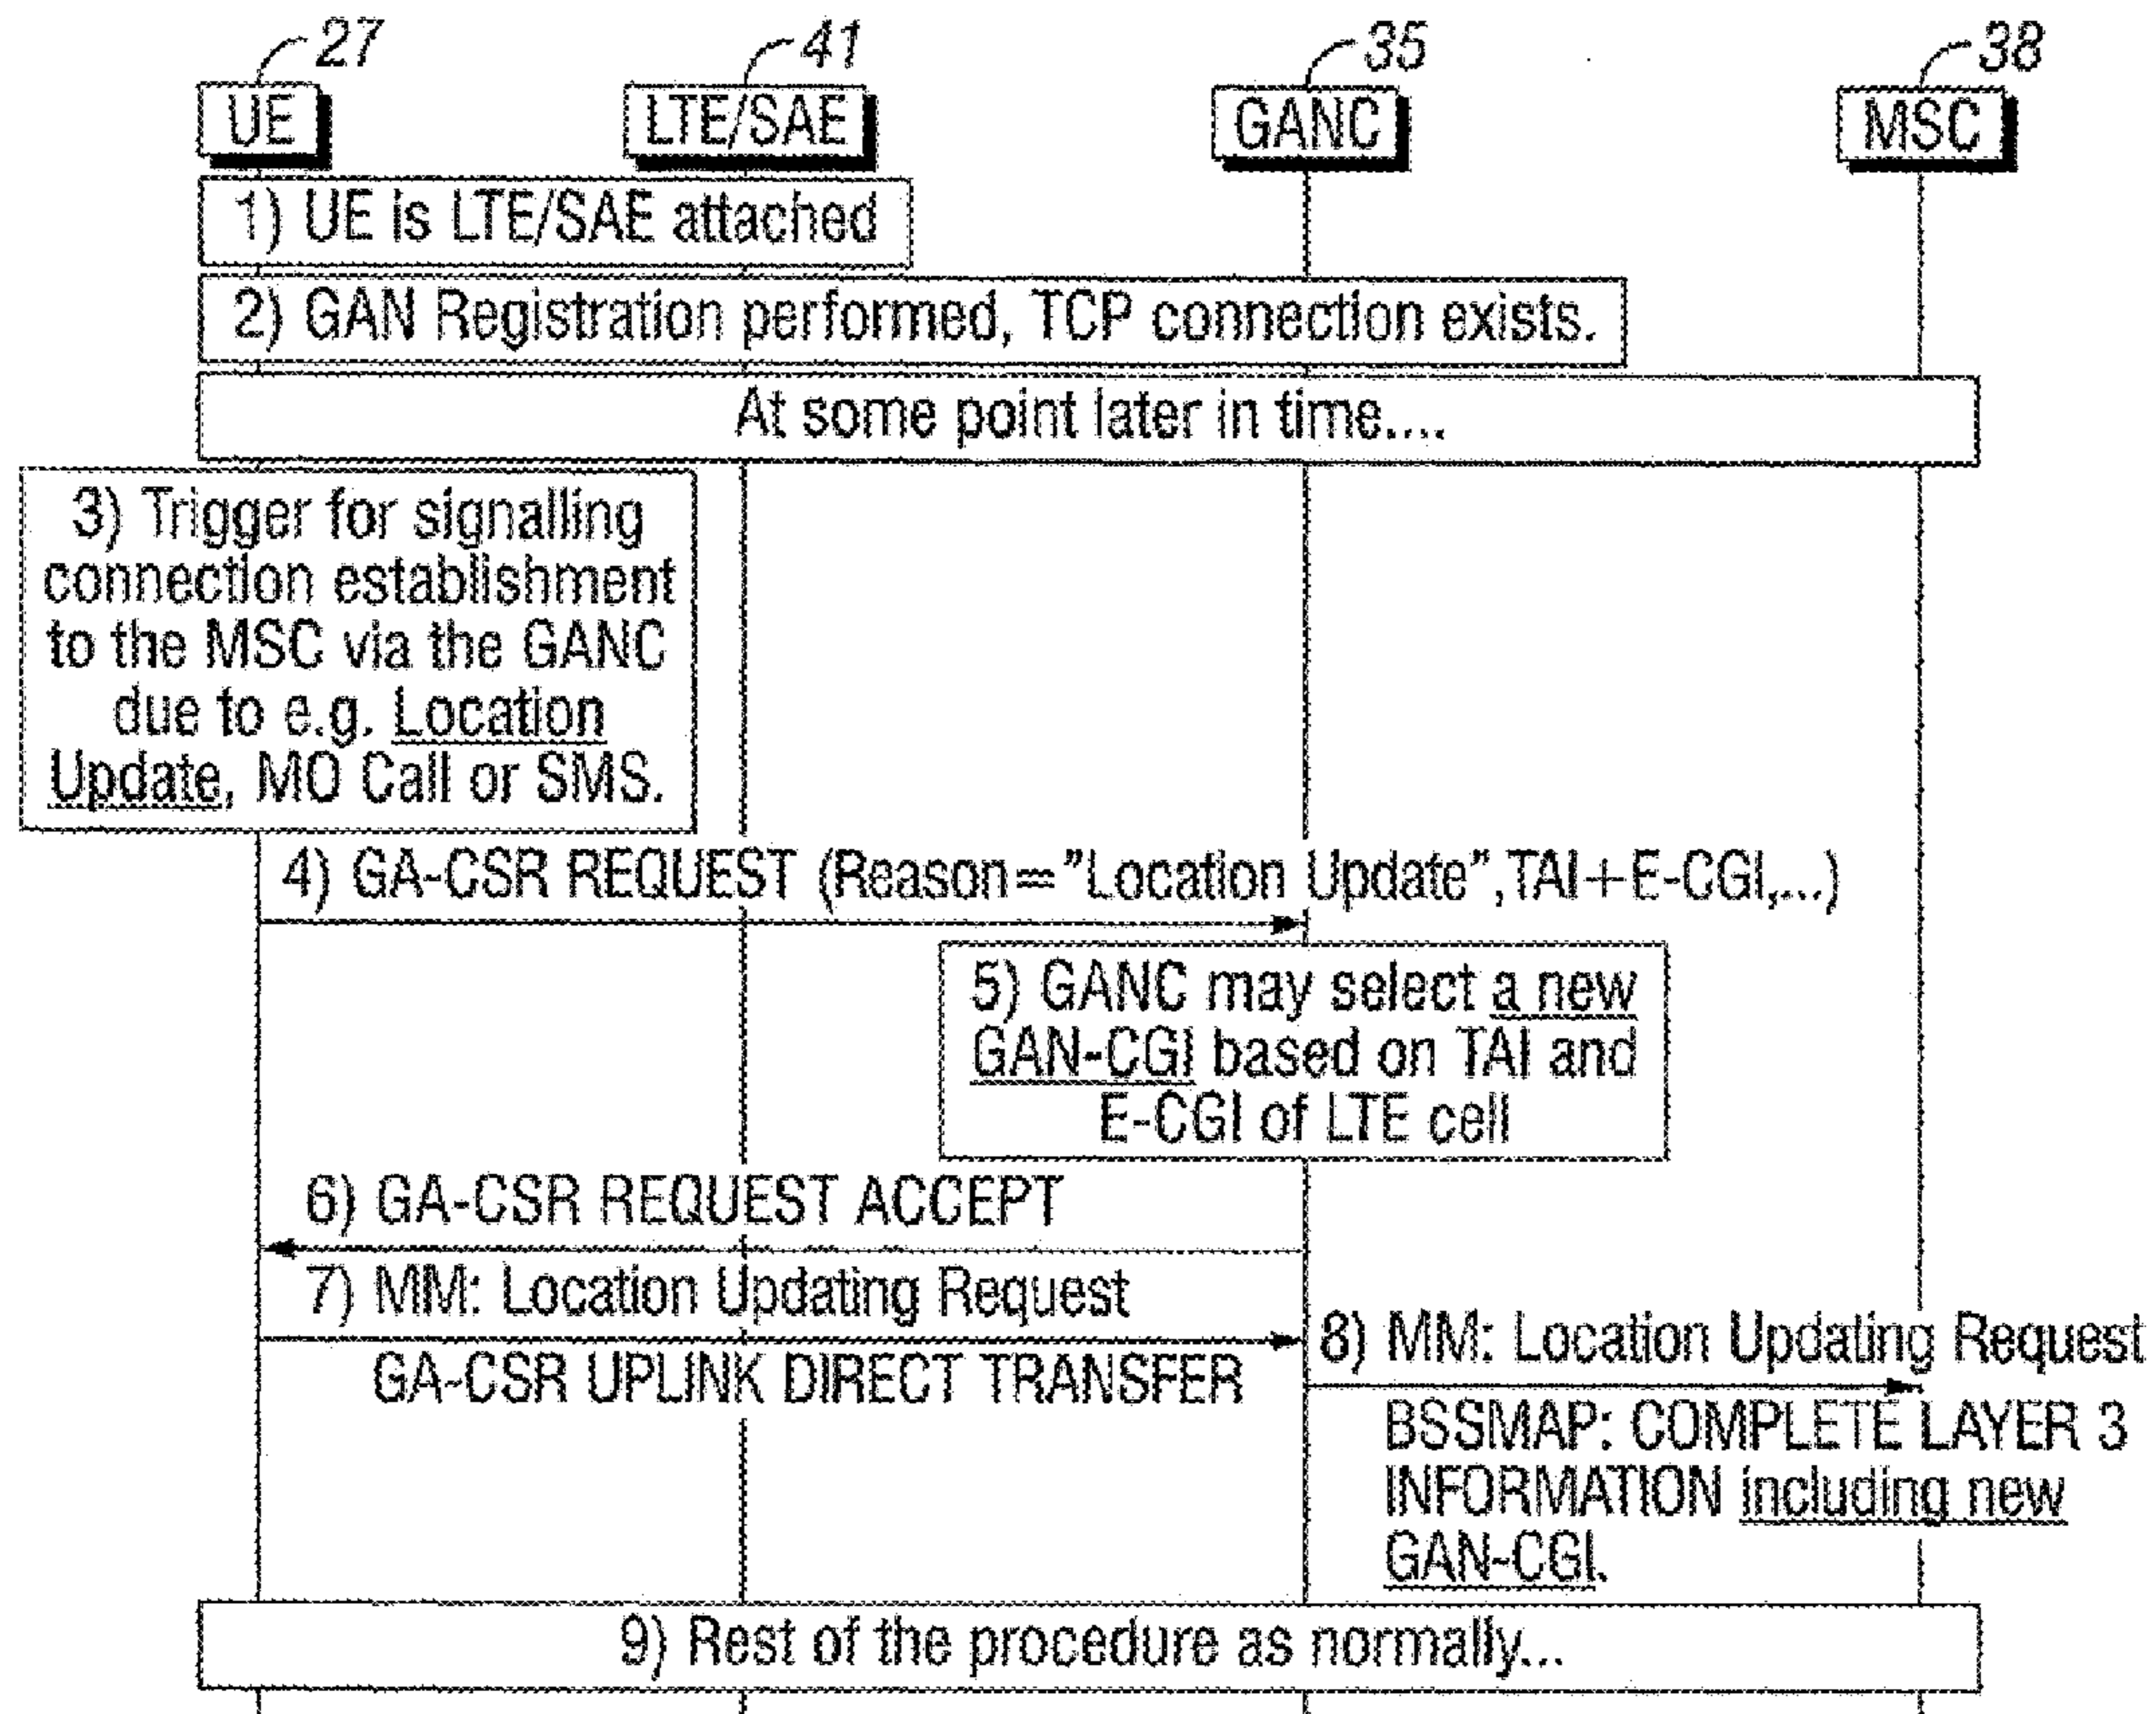 27 41 35 38
UE LTE/SAE GANC MSC
1) UE is LTE/SAE attached
2) GAN Registration performed, TCP connection exists.
At some point later in time....
3) Trigger for signalling
connection establishment
to the MSC via the GANC
due to e.g. Location
Update, MO Call or SMS.
4) GA-CSR REQUEST (Reason="Location Update",TAI+E-CGI,...)
5) GANC may select a new
GAN-CGI based on TAI and
E-CGI of LTE cell
6) GA-CSR REQUEST ACCEPT
7) MM: Location Updating Request
GA-CSR UPLINK DIRECT TRANSFER
8) MM: Location Updating Request
BSSMAP: COMPLETE LAYER 3
INFORMATION including new
GAN-CGI.
9) Rest of the procedure as normally...